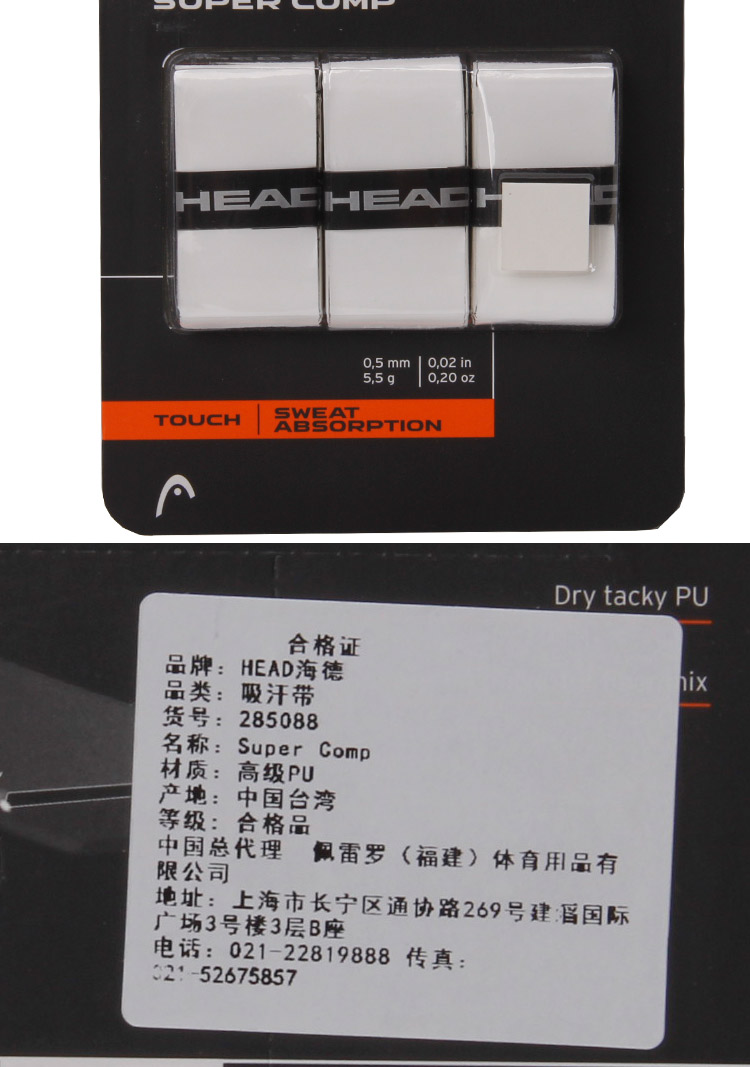 SUPER COMP
HEAD HEAD H
0,5 mm | 0,02 in
5,5 g | 0,20 oz
TOUCH | SWEAT
ABSORPTION
Dry tacky PU
合格证
品牌：HEAD海德
品类：吸汗带
货号：285088
名称：Super Comp
材质：高级PU
产地：中国台湾
等级：合格品
中国总代理 佩雷罗（福建）体育用品有
限公司
地址：上海市长宁区通协路269号建滔国际
广场3号楼3层B座
电话：021-22819888 传真：
021-52675857